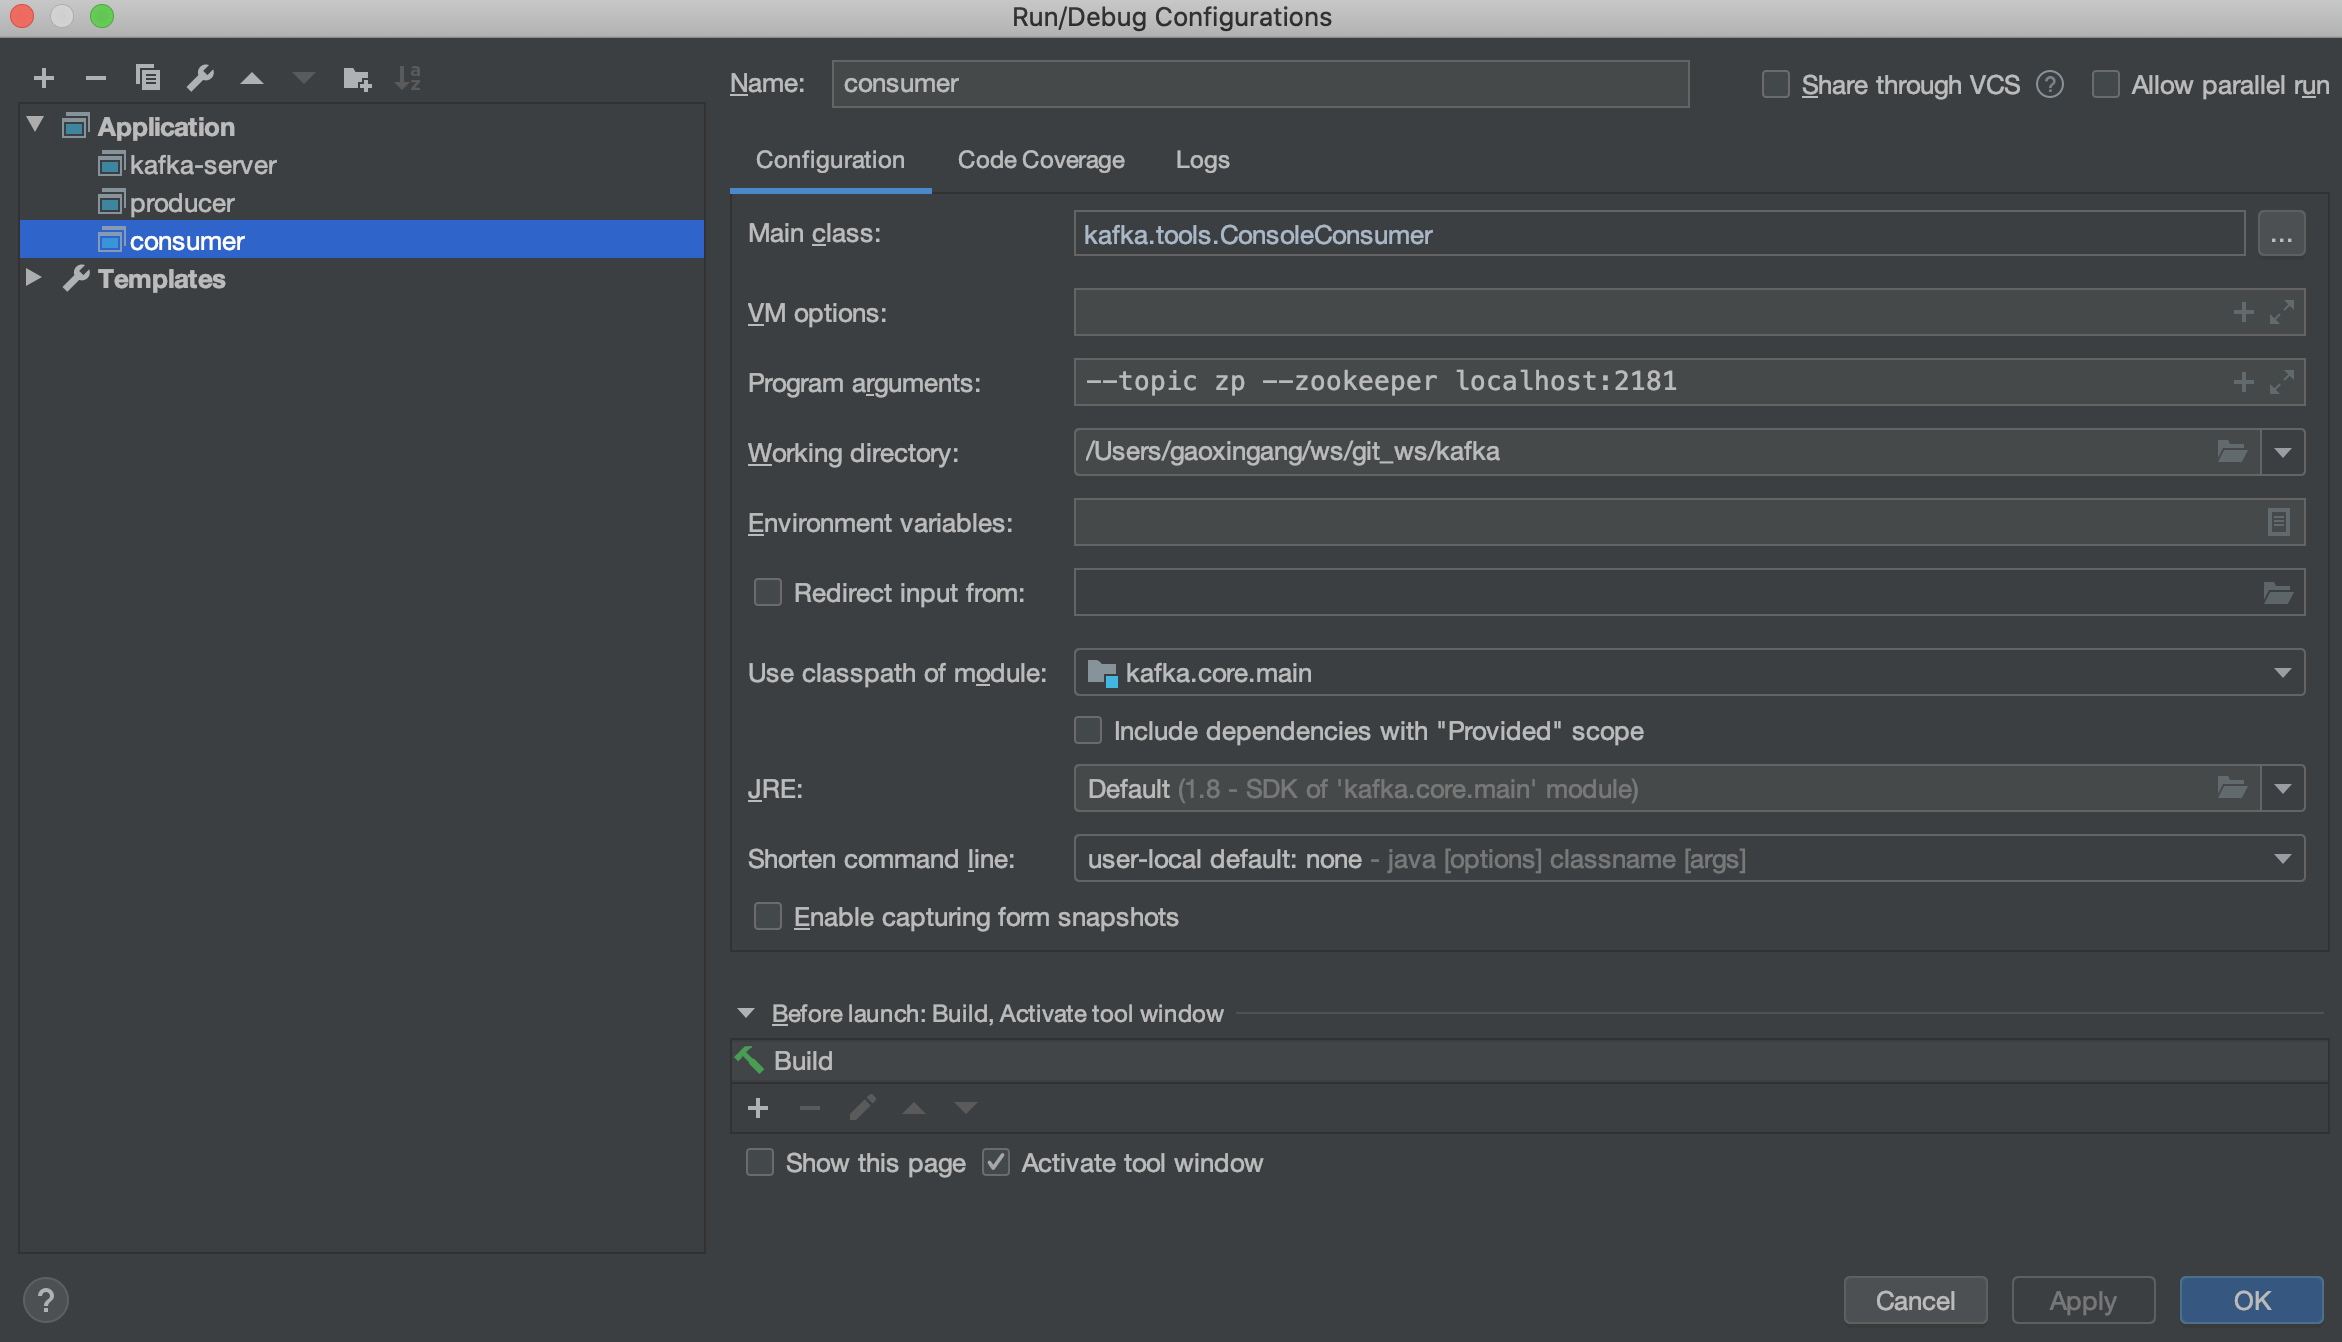 Run/Debug Configurations
Name: consumer
Share through VCS ?
Allow parallel run
Application
kafka-server
producer
consumer
Templates
Configuration Code Coverage Logs
Main class: kafka.tools.ConsoleConsumer ...
VM options:
Program arguments: --topic zp --zookeeper localhost:2181
Working directory: /Users/gaoxingang/ws/git_ws/kafka
Environment variables:
Redirect input from:
Use classpath of module: kafka.core.main
Include dependencies with "Provided" scope
JRE: Default (1.8 - SDK of 'kafka.core.main' module)
Shorten command line: user-local default: none - java [options] classname [args]
Enable capturing form snapshots
Before launch: Build, Activate tool window
Build
Show this page Activate tool window
? Cancel Apply OK